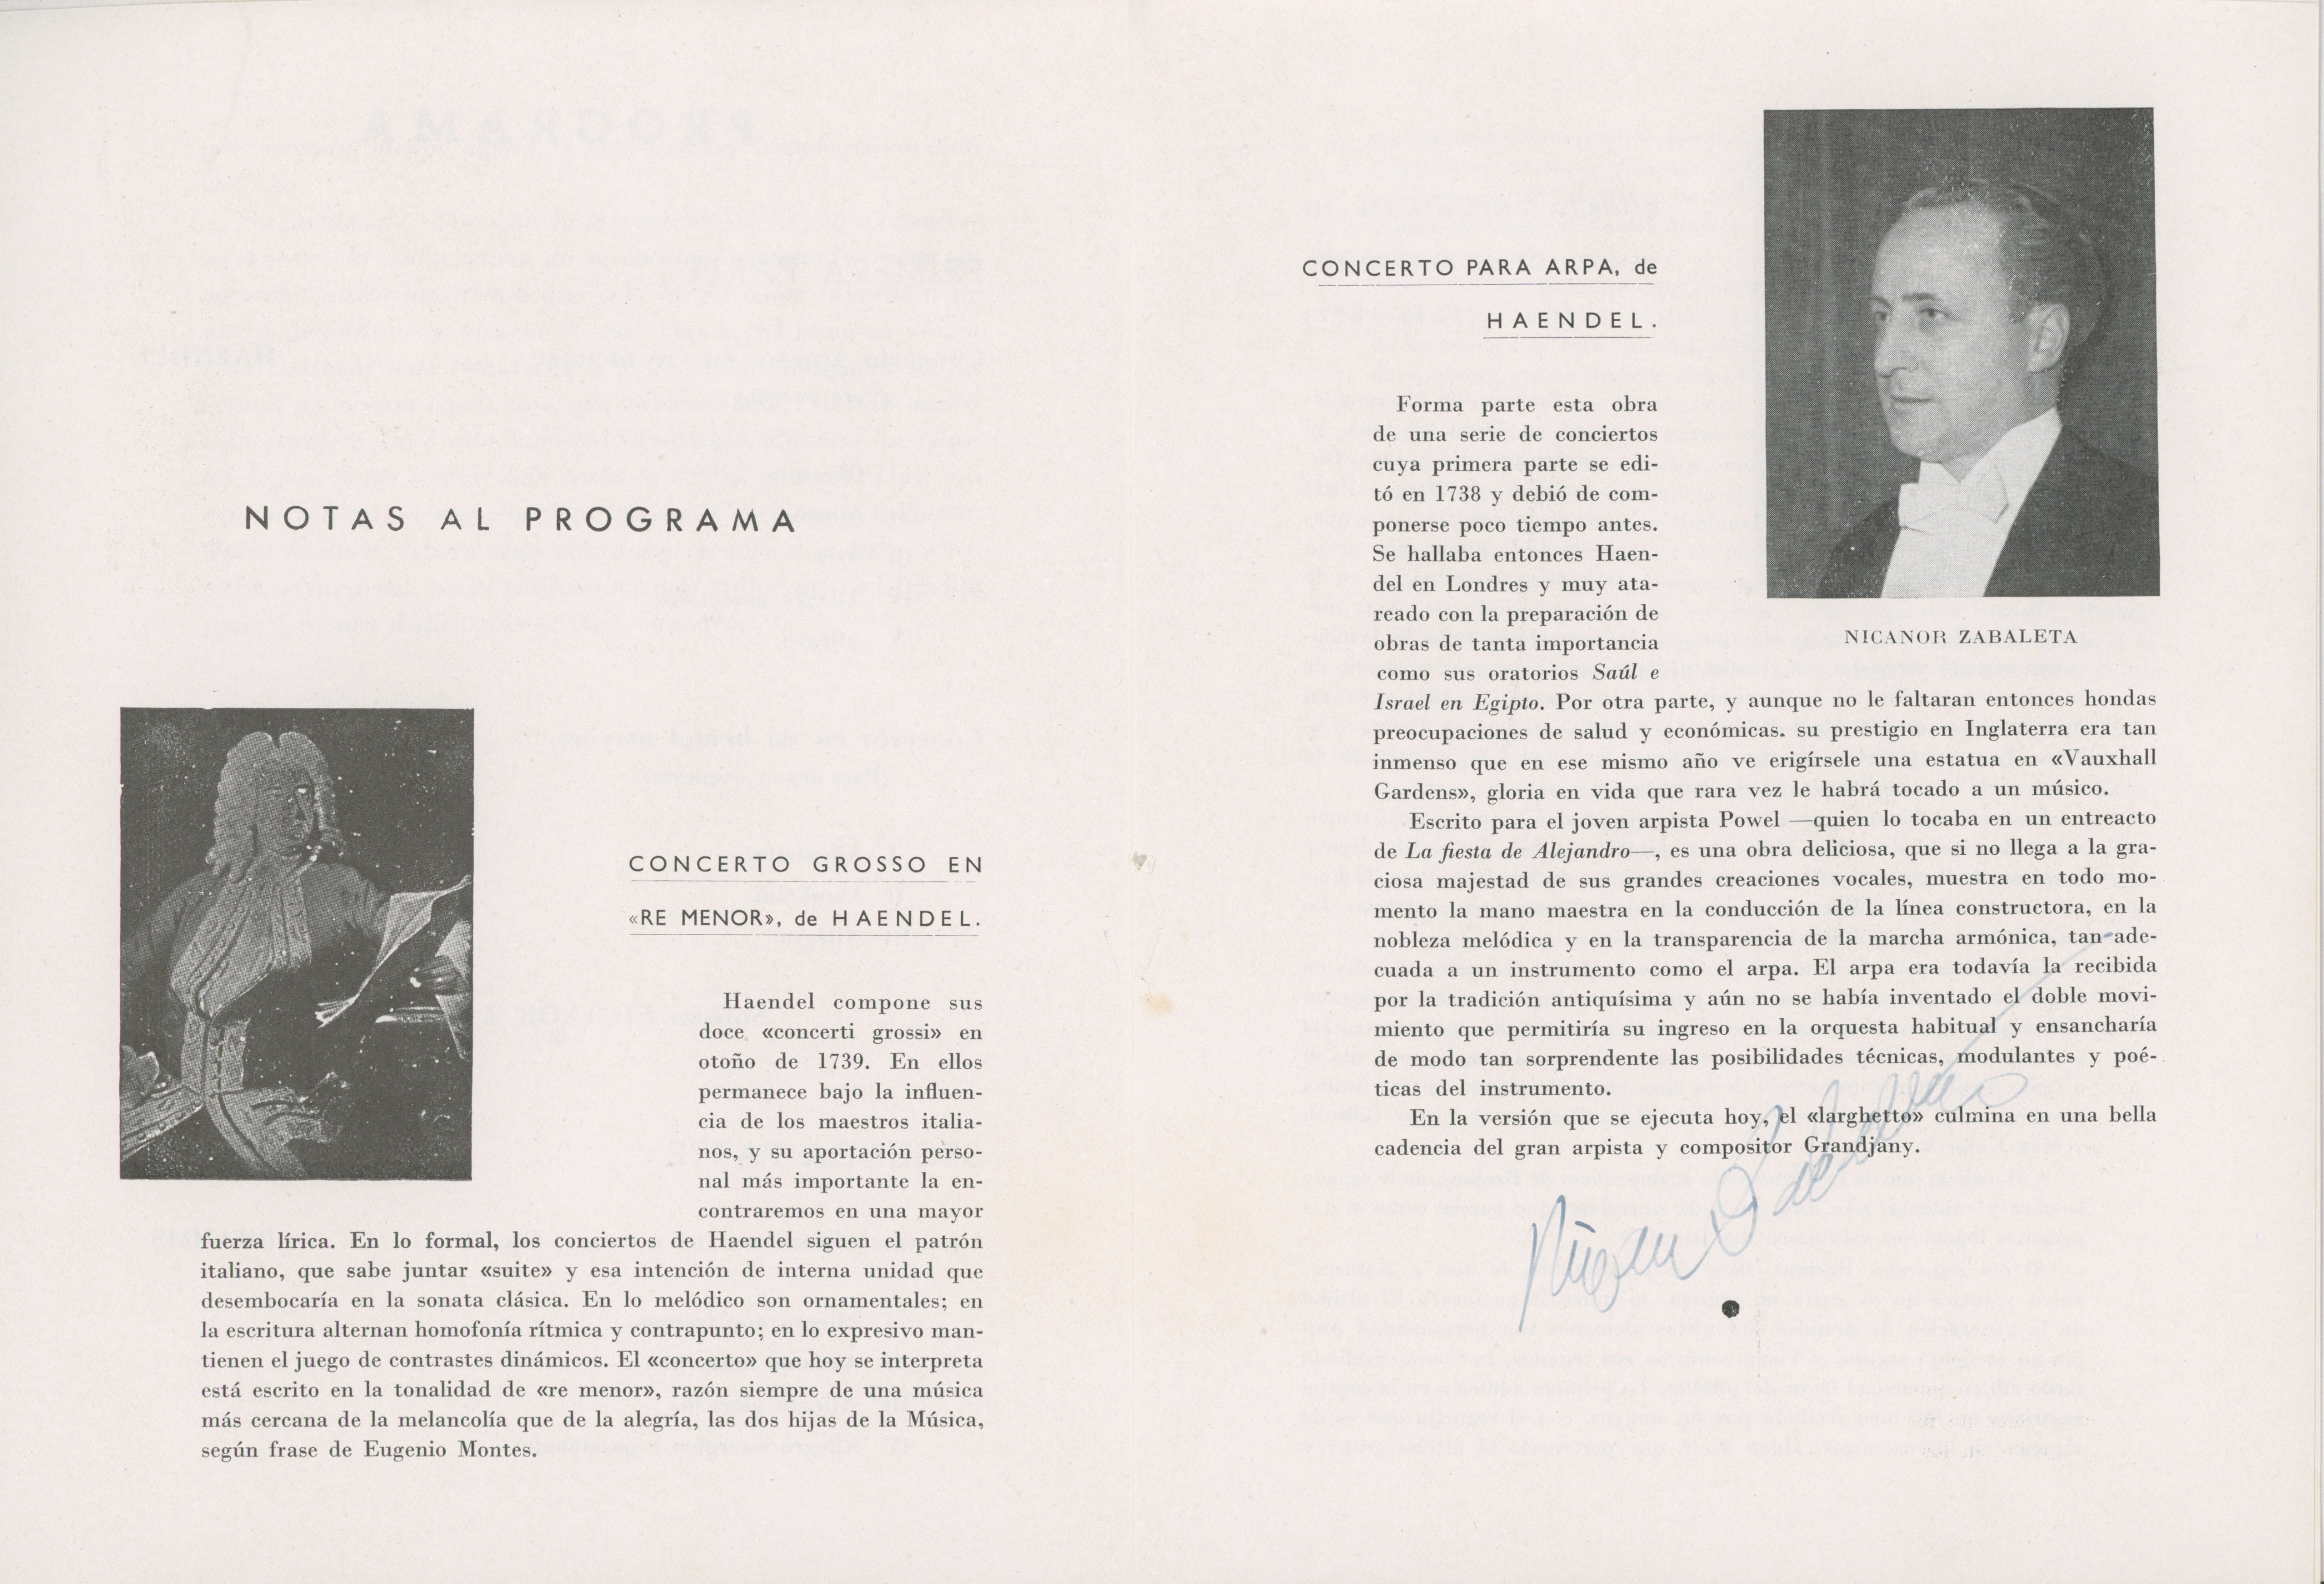 NOTAS AL PROGRAMA
CONCERTO GROSSO EN
«RE MENOR», de HAENDEL.
Haendel compone sus
doce «concerti grossi» en
otoño de 1739. En ellos
permanece bajo la influen-
cia de los maestros italia-
nos, y su aportación perso-
nal más importante la en-
contraremos en una mayor
fuerza lírica. En lo formal, los conciertos de Haendel siguen el patrón
italiano, que sabe juntar «suite» y esa intención de interna unidad que
desembocaría en la sonata clásica. En lo melódico son ornamentales; en
la escritura alternan homofonía rítmica y contrapunto; en lo expresivo man-
tienen el juego de contrastes dinámicos. El «concerto» que hoy se interpreta
está escrito en la tonalidad de «re menor», razón siempre de una música
más cercana de la melancolía que de la alegría, las dos hijas de la Música,
según frase de Eugenio Montes.
CONCERTO PARA ARPA, de
HAENDEL.
NICANOR ZABALETA
Forma parte esta obra
de una serie de conciertos
cuya primera parte se edi-
tó en 1738 y debió de com-
ponerse poco tiempo antes.
Se hallaba entonces Haen-
del en Londres y muy ata-
reado con la preparación de
obras de tanta importancia
como sus oratorios Saúl e
Israel en Egipto. Por otra parte, y aunque no le faltaran entonces hondas
preocupaciones de salud y económicas. su prestigio en Inglaterra era tan
inmenso que en ese mismo año ve erigírsele una estatua en «Vauxhall
Gardens», gloria en vida que rara vez le habrá tocado a un músico.
Escrito para el joven arpista Powel —quien lo tocaba en un entreacto
de La fiesta de Alejandro—, es una obra deliciosa, que si no llega a la gra-
ciosa majestad de sus grandes creaciones vocales, muestra en todo mo-
mento la mano maestra en la conducción de la línea constructora, en la
nobleza melódica y en la transparencia de la marcha armónica, tan ade-
cuada a un instrumento como el arpa. El arpa era todavía la recibida
por la tradición antiquísima y aún no se había inventado el doble movi-
miento que permitiría su ingreso en la orquesta habitual y ensancharía
de modo tan sorprendente las posibilidades técnicas, modulantes y poé-
ticas del instrumento.
En la versión que se ejecuta hoy, el «larghetto» culmina en una bella
cadencia del gran arpista y compositor Grandjany.
Nicanor Zabaleta